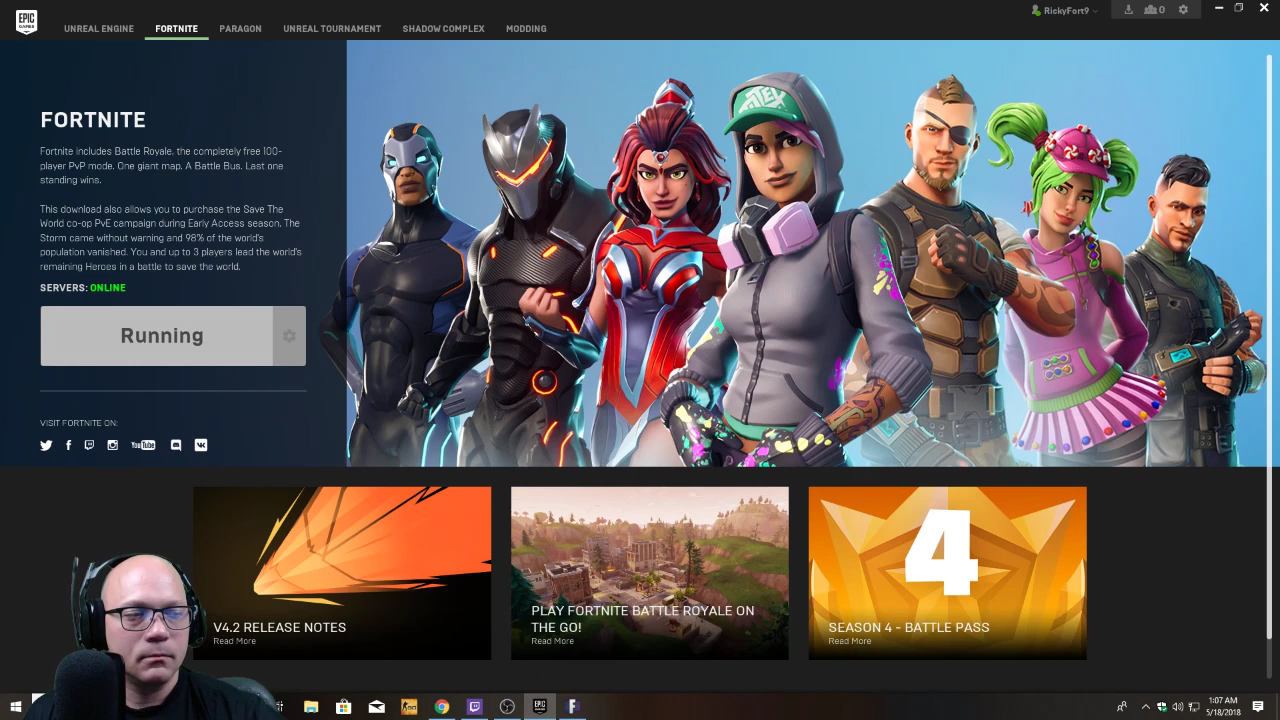 EPIC
GAMES
UNREAL ENGINE
FORTNITE
PARAGON
UNREAL TOURNAMENT
SHADOW COMPLEX
MODDING
RickyFort9
0
FORTNITE
Fortnite includes Battle Royale, the completely free 100-
player PvP mode. One giant map. A Battle Bus. Last one
standing wins.
This download also allows you to purchase the Save The
World co-op PvE campaign during Early Access season. The
Storm came without warning and 98% of the world's
population vanished. You and up to 3 players lead the world's
remaining Heroes in a battle to save the world.
SERVERS: ONLINE
Running
VISIT FORTNITE ON:
YouTube
V4.2 RELEASE NOTES
Read More
PLAY FORTNITE BATTLE ROYALE ON
THE GO!
Read More
4
SEASON 4 - BATTLE PASS
Read More
EPIC
1:07 AM
5/18/2018